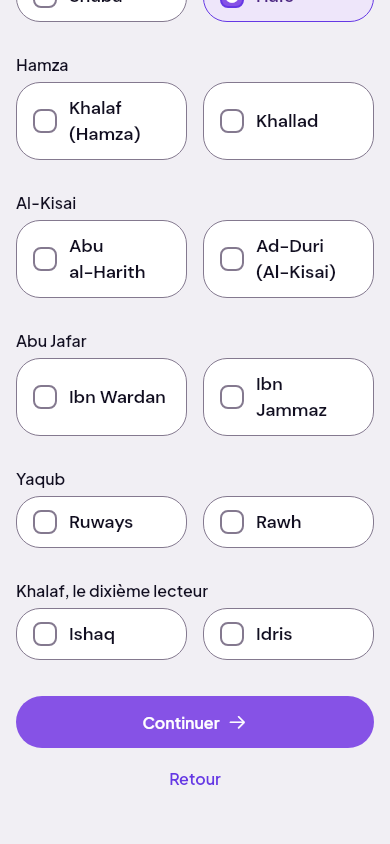 Hamza
Khalaf
(Hamza)
Khallad
Al-Kisai
Abu
al-Harith
Ad-Duri
(Al-Kisai)
Abu Jafar
Ibn Wardan
Ibn
Jammaz
Yaqub
Ruways
Rawh
Khalaf, le dixième lecteur
Ishaq
Idris
Continuer
Retour